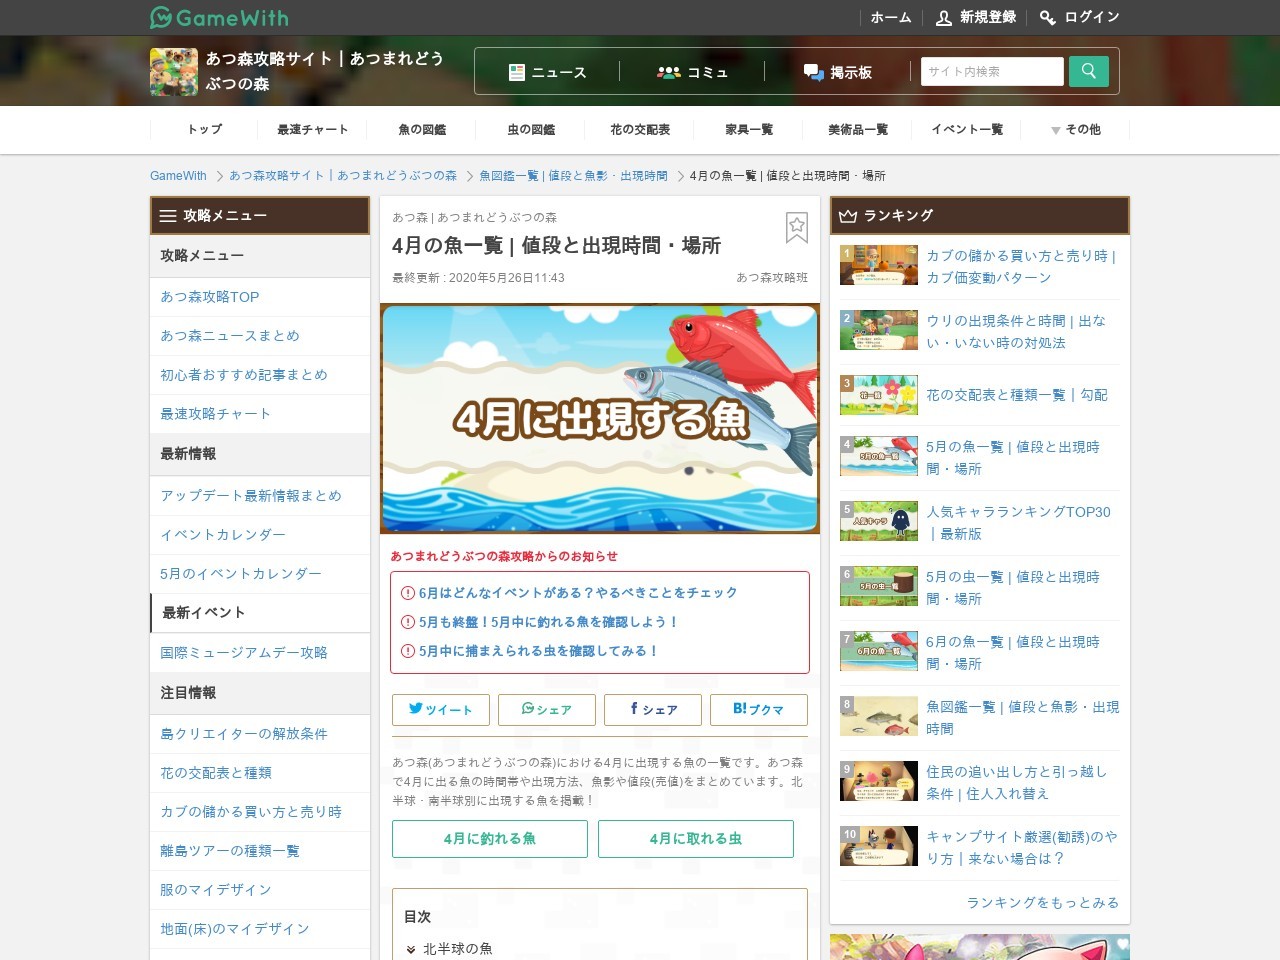 GameWith
ホーム
新規登録
ログイン
あつ森攻略サイト｜あつまれどう
ぶつの森
ニュース
コミュ
掲示板
サイト内検索
トップ
最速チャート
魚の図鑑
虫の図鑑
花の交配表
家具一覧
美術品一覧
イベント一覧
その他
GameWith
あつ森攻略サイト｜あつまれどうぶつの森
魚図鑑一覧 | 値段と魚影・出現時間
4月の魚一覧 | 値段と出現時間・場所
攻略メニュー
攻略メニュー
あつ森攻略TOP
あつ森ニュースまとめ
初心者おすすめ記事まとめ
最速攻略チャート
最新情報
アップデート最新情報まとめ
イベントカレンダー
5月のイベントカレンダー
最新イベント
国際ミュージアムデー攻略
注目情報
島クリエイターの解放条件
花の交配表と種類
カブの儲かる買い方と売り時
離島ツアーの種類一覧
服のマイデザイン
地面(床)のマイデザイン
あつ森 | あつまれどうぶつの森
4月の魚一覧 | 値段と出現時間・場所
最終更新 : 2020年5月26日11:43
あつ森攻略班
4月に出現する魚
あつまれどうぶつの森攻略からのお知らせ
6月はどんなイベントがある？やるべきことをチェック
5月も終盤！5月中に釣れる魚を確認しよう！
5月中に捕まえられる虫を確認してみる！
ツイート
シェア
シェア
B!ブクマ
あつ森(あつまれどうぶつの森)における4月に出現する魚の一覧です。あつ森
で4月に出る魚の時間帯や出現方法、魚影や値段(売値)をまとめています。北
半球・南半球別に出現する魚を掲載！
4月に釣れる魚
4月に取れる虫
目次
北半球の魚
ランキング
1
カブの儲かる買い方と売り時 |
カブ価変動パターン
2
ウリの出現条件と時間 | 出な
い・いない時の対処法
3
花一覧
花の交配表と種類一覧｜勾配
4
5月の魚一覧
5月の魚一覧 | 値段と出現時
間・場所
5
人気キャラ
人気キャラランキングTOP30
｜最新版
6
5月の虫一覧
5月の虫一覧 | 値段と出現時
間・場所
7
6月の魚一覧
6月の魚一覧 | 値段と出現時
間・場所
8
魚図鑑一覧 | 値段と魚影・出現
時間
9
住民の追い出し方と引っ越し
条件 | 住人入れ替え
10
キャンプサイト厳選(勧誘)のや
り方｜来ない場合は？
ランキングをもっとみる